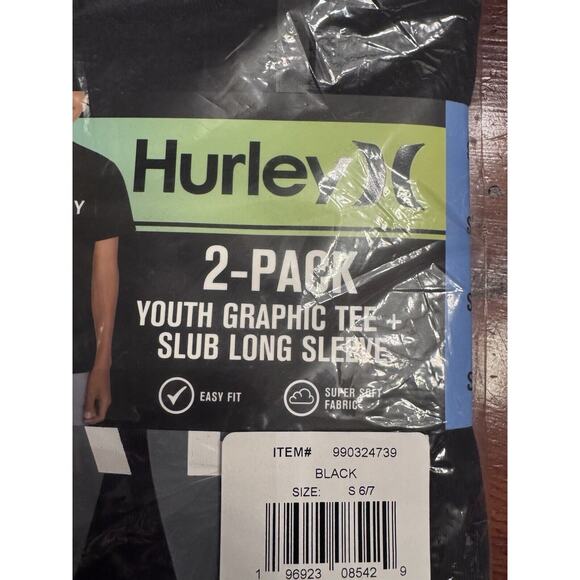 Hurley
Y
2-PACK
YOUTH GRAPHIC TEE +
SLUB LONG SLEEVE
EASY FIT
SUPER SOFT
FABRIC
S
S
S
ITEM# 990324739
BLACK
SIZE: S 6/7
1 96923 08542 9